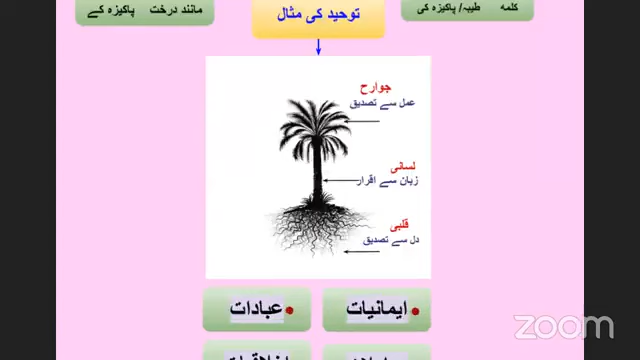 کلمہ طیبہ/ پاکیزہ کی
توحید کی مثال
مانند درخت پاکیزہ کے
جوارح
عمل سے تصدیق
لسانی
زبان سے اقرار
قلبی
دل سے تصدیق
ایمانیات
عبادات
zoom